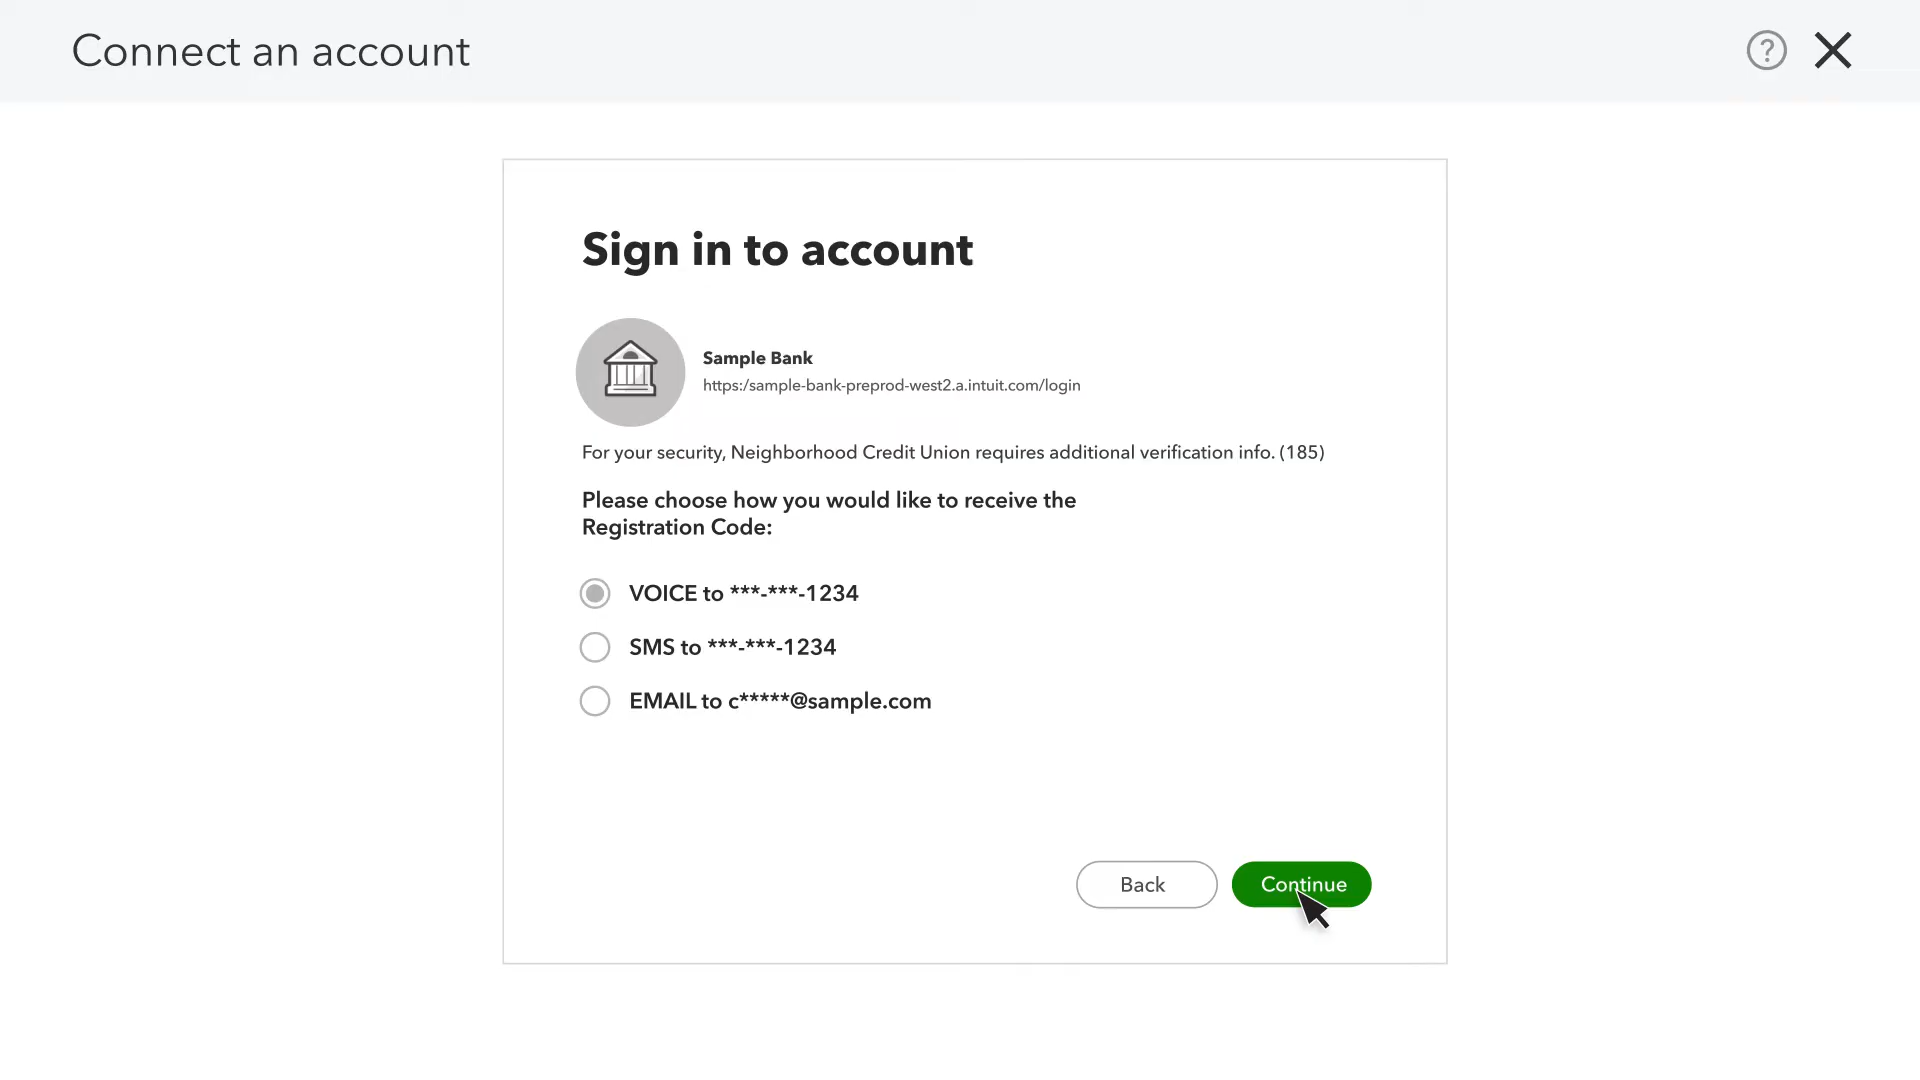 Connect an account
?
Sign in to account
Sample Bank
https:/sample-bank-preprod-west2.a.intuit.com/login
For your security, Neighborhood Credit Union requires additional verification info. (185)
Please choose how you would like to receive the
Registration Code:
VOICE to ***-***-1234
SMS to ***-***-1234
EMAIL to c*****@sample.com
Back
Continue